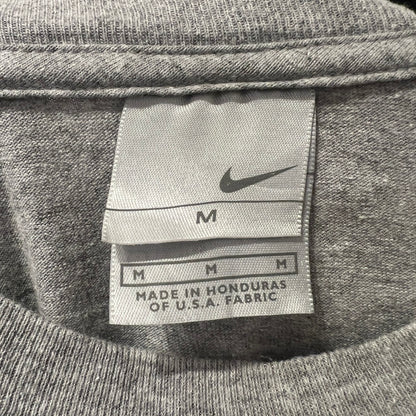 M
M M M
MADE IN HONDURAS
OF U.S.A. FABRIC